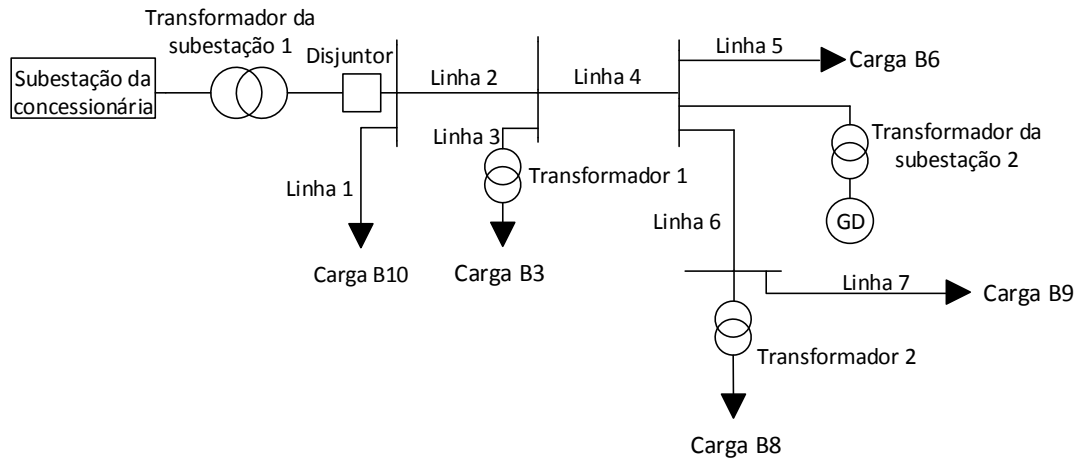 Transformador da
subestação 1
Subestação da
concessionária
Disjuntor
Linha 2
Linha 4
Linha 5
Carga B6
Linha 3
Transformador 1
Transformador da
subestação 2
GD
Linha 1
Linha 6
Carga B10
Carga B3
Linha 7
Carga B9
Transformador 2
Carga B8